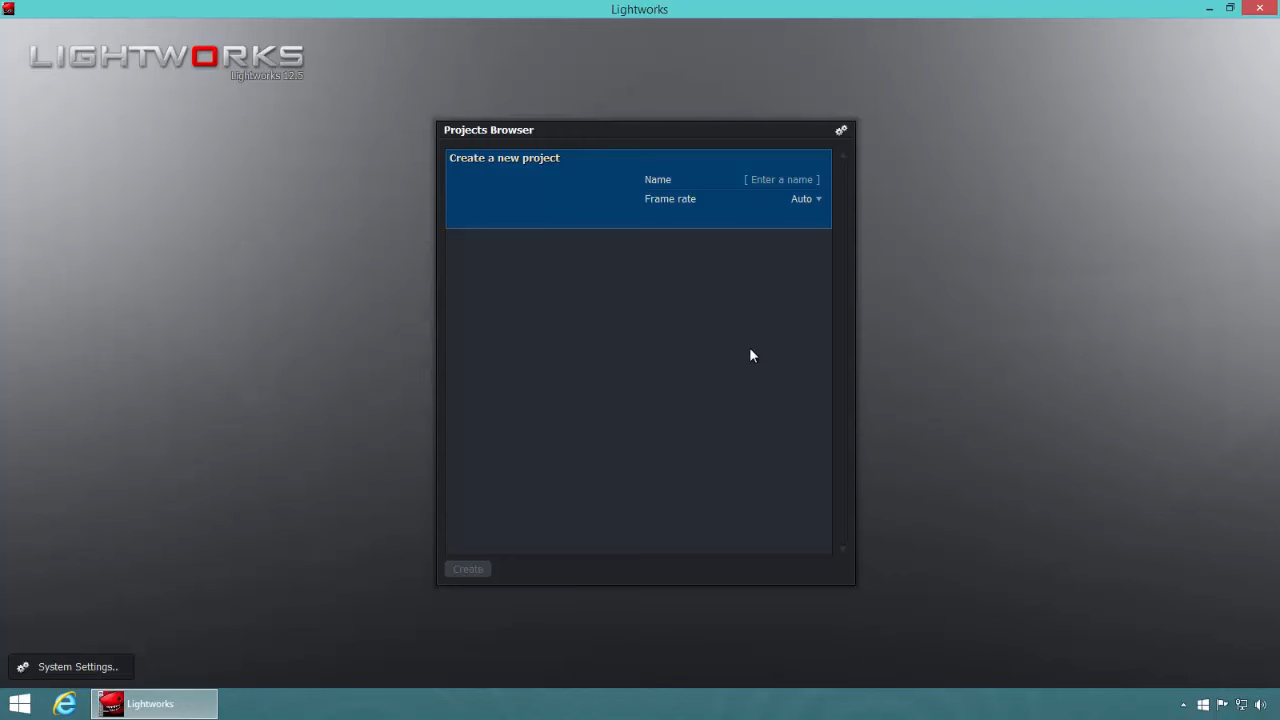 Lightworks
LIGHTWORKS
Lightworks 12.5
Projects Browser
Create a new project
Name [ Enter a name ]
Frame rate Auto
Create
System Settings..
Lightworks